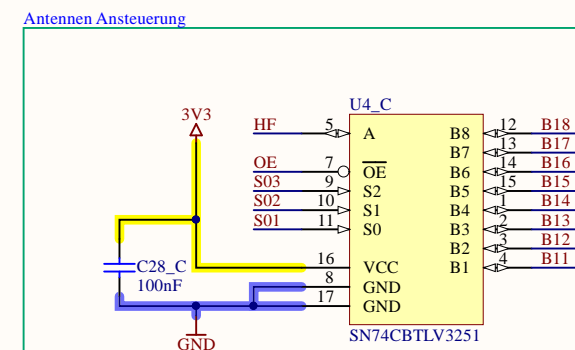 Antennen Ansteuerung
U4_C
3V3
HF 5 A B8 12 B18
B7 13 B17
OE 7 OE B6 14 B16
S03 9 S2 B5 15 B15
S02 10 S1 B4 1 B14
S01 11 S0 B3 2 B13
B2 3 B12
16 VCC B1 4 B11
C28_C
8 GND
100nF
17 GND
GND
SN74CBTLV3251